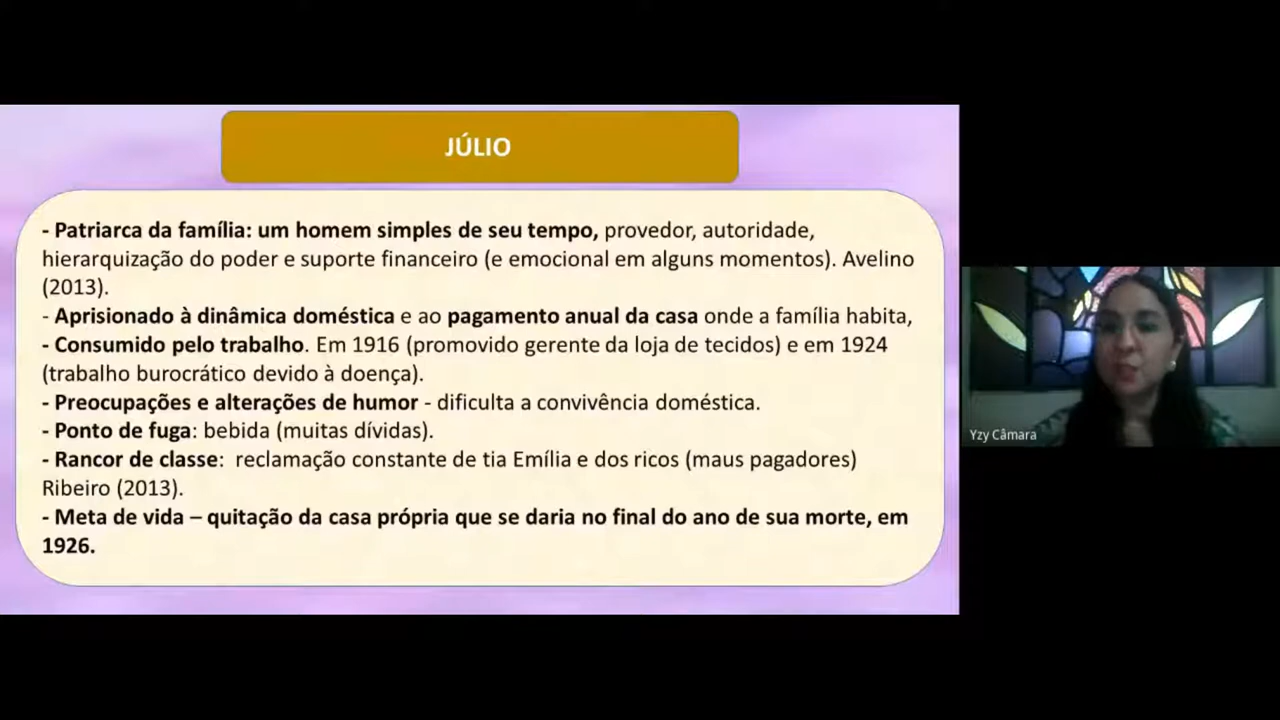 JÚLIO
- Patriarca da família: um homem simples de seu tempo, provedor, autoridade,
hierarquização do poder e suporte financeiro (e emocional em alguns momentos). Avelino
(2013).
- Aprisionado à dinâmica doméstica e ao pagamento anual da casa onde a família habita,
- Consumido pelo trabalho. Em 1916 (promovido gerente da loja de tecidos) e em 1924
(trabalho burocrático devido à doença).
- Preocupações e alterações de humor - dificulta a convivência doméstica.
- Ponto de fuga: bebida (muitas dívidas).
- Rancor de classe: reclamação constante de tia Emília e dos ricos (maus pagadores)
Ribeiro (2013).
- Meta de vida – quitação da casa própria que se daria no final do ano de sua morte, em
1926.
Yzy Câmara